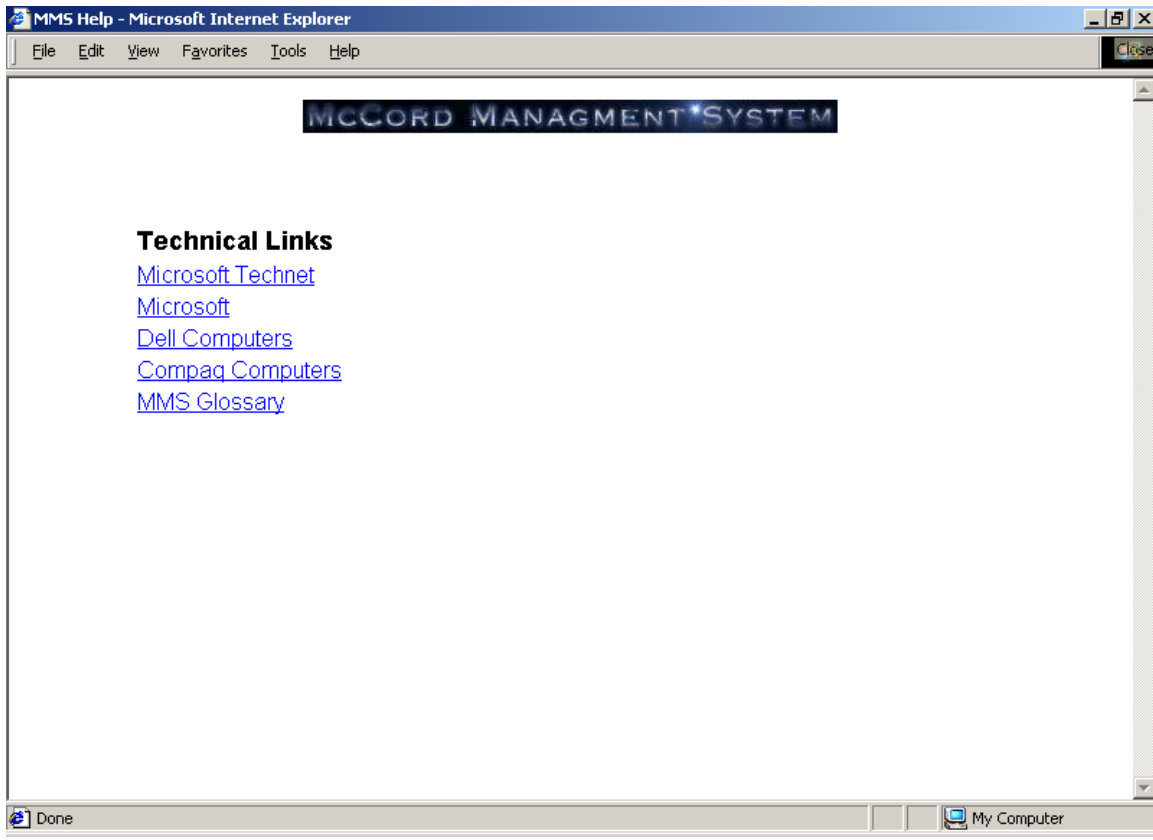 MMS Help - Microsoft Internet Explorer
File Edit View Favorites Tools Help
Close
McCord Managment System
Technical Links
Microsoft Technet
Microsoft
Dell Computers
Compaq Computers
MMS Glossary
Done
My Computer